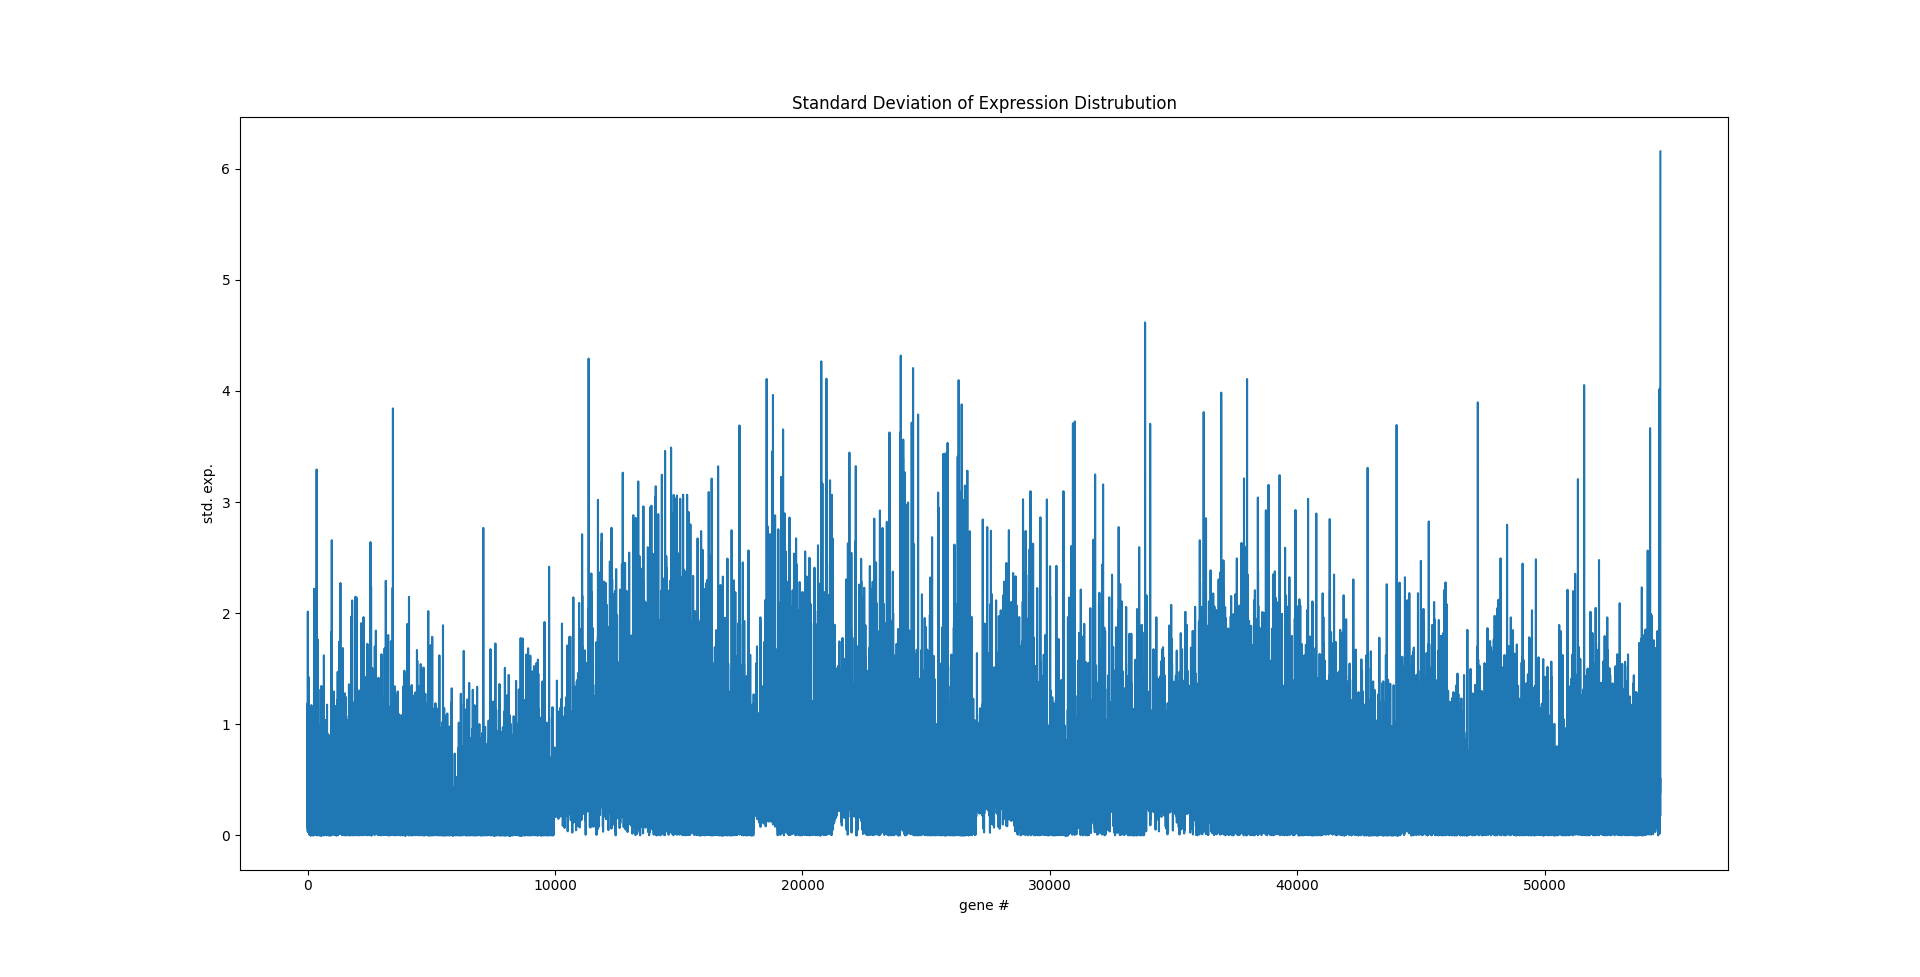 Standard Deviation of Expression Distrubution
6
5
4
3
2
1
0
std. exp.
0 10000 20000 30000 40000 50000
gene #